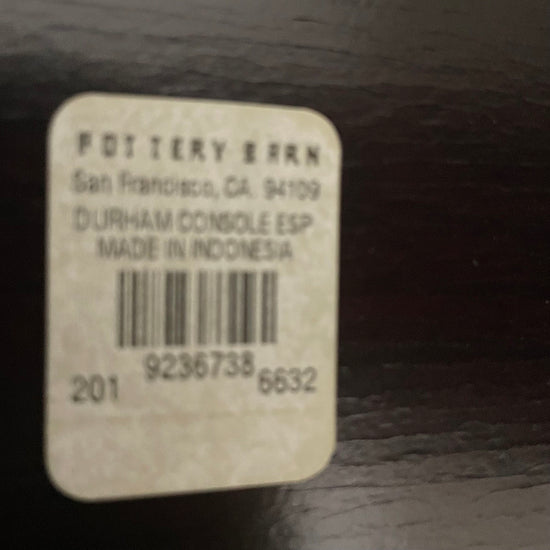 POTTERY BARN
San Francisco, CA. 94109
DURHAM CONSOLE ESP
MADE IN INDONESIA
9236738
201 6632